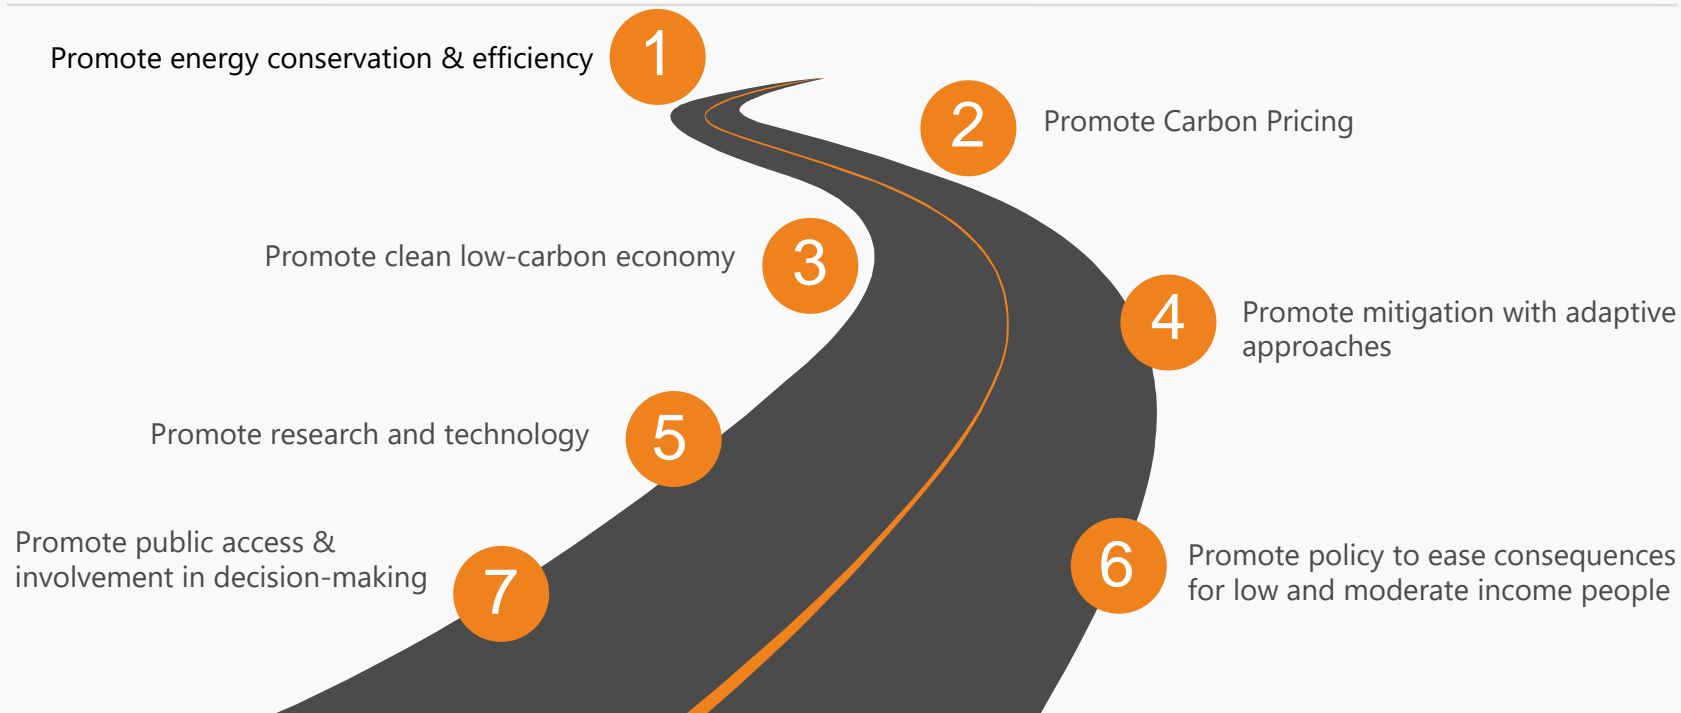 Promote energy conservation & efficiency
1
2
Promote Carbon Pricing
Promote clean low-carbon economy
3
4
Promote mitigation with adaptive
approaches
Promote research and technology
5
6
Promote policy to ease consequences
for low and moderate income people
Promote public access &
involvement in decision-making
7